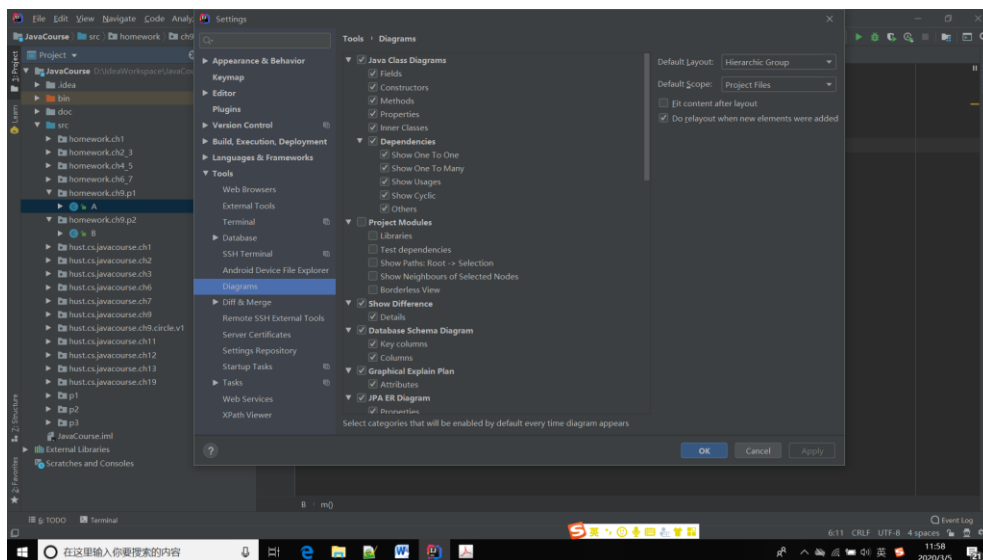 File Edit View Navigate Code Analy
Settings
JavaCourse src homework ch9
Project
JavaCourse D:\IdeaWorkspace\JavaCou
.idea
bin
doc
src
homework.ch1
homework.ch2_3
homework.ch4_5
homework.ch6_7
homework.ch9.p1
A
homework.ch9.p2
B
hust.cs.javacourse.ch1
hust.cs.javacourse.ch2
hust.cs.javacourse.ch3
hust.cs.javacourse.ch6
hust.cs.javacourse.ch7
hust.cs.javacourse.ch9
hust.cs.javacourse.ch9.circle.v1
hust.cs.javacourse.ch11
hust.cs.javacourse.ch12
hust.cs.javacourse.ch13
hust.cs.javacourse.ch19
p1
p2
p3
JavaCourse.iml
External Libraries
Scratches and Consoles
1: Project
Learn
2: Structure
2: Favorites
Appearance & Behavior
Keymap
Editor
Plugins
Version Control
Build, Execution, Deployment
Languages & Frameworks
Tools
Web Browsers
External Tools
Terminal
Database
SSH Terminal
Android Device File Explorer
Diagrams
Diff & Merge
Remote SSH External Tools
Server Certificates
Settings Repository
Startup Tasks
Tasks
Web Services
XPath Viewer
Tools › Diagrams
Java Class Diagrams
Fields
Constructors
Methods
Properties
Inner Classes
Dependencies
Show One To One
Show One To Many
Show Usages
Show Cyclic
Others
Project Modules
Libraries
Test dependencies
Show Paths: Root -> Selection
Show Neighbours of Selected Nodes
Borderless View
Show Difference
Details
Database Schema Diagram
Key columns
Columns
Graphical Explain Plan
Attributes
JPA ER Diagram
Properties
Select categories that will be enabled by default every time diagram appears
Default Layout: Hierarchic Group
Default Scope: Project Files
Fit content after layout
Do relayout when new elements were added
? OK Cancel Apply
B › m()
6: TODO Terminal
Event Log
6:11 CRLF UTF-8 4 spaces
S 英
在这里输入你要搜索的内容
英
11:58
2020/3/5
21